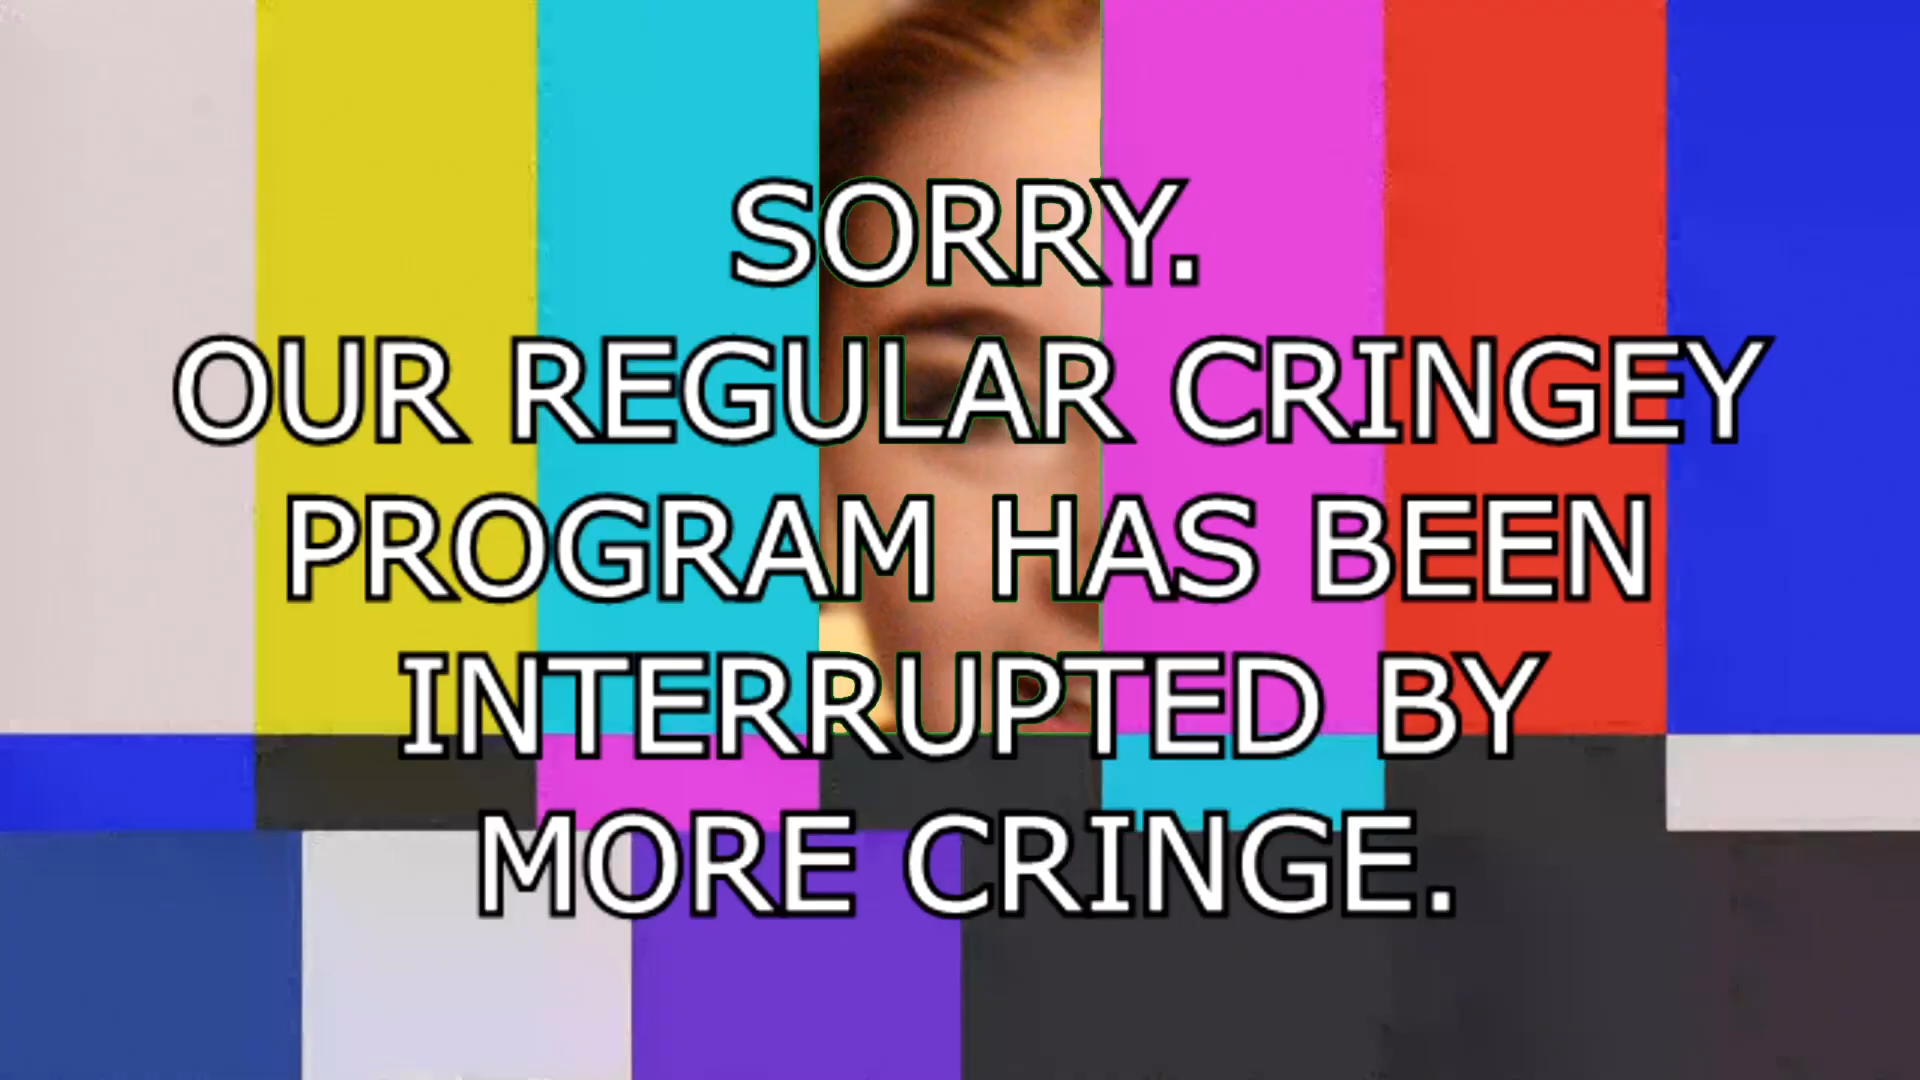 SORRY.
OUR REGULAR CRINGEY
PROGRAM HAS BEEN
INTERRUPTED BY
MORE CRINGE.